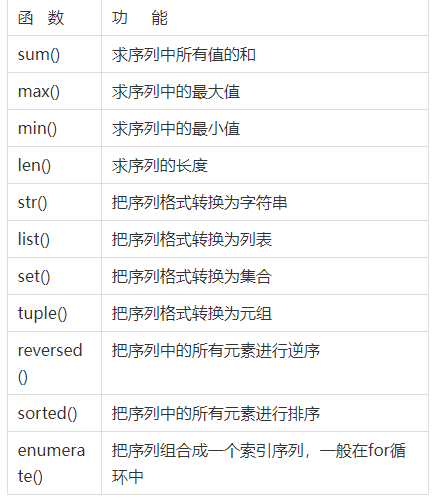 函 数 功 能
sum() 求序列中所有值的和
max() 求序列中的最大值
min() 求序列中的最小值
len() 求序列的长度
str() 把序列格式转换为字符串
list() 把序列格式转换为列表
set() 把序列格式转换为集合
tuple() 把序列格式转换为元组
reversed 把序列中的所有元素进行逆序
()
sorted() 把序列中的所有元素进行排序
enumera 把序列组合成一个索引序列，一般在for循
te() 环中